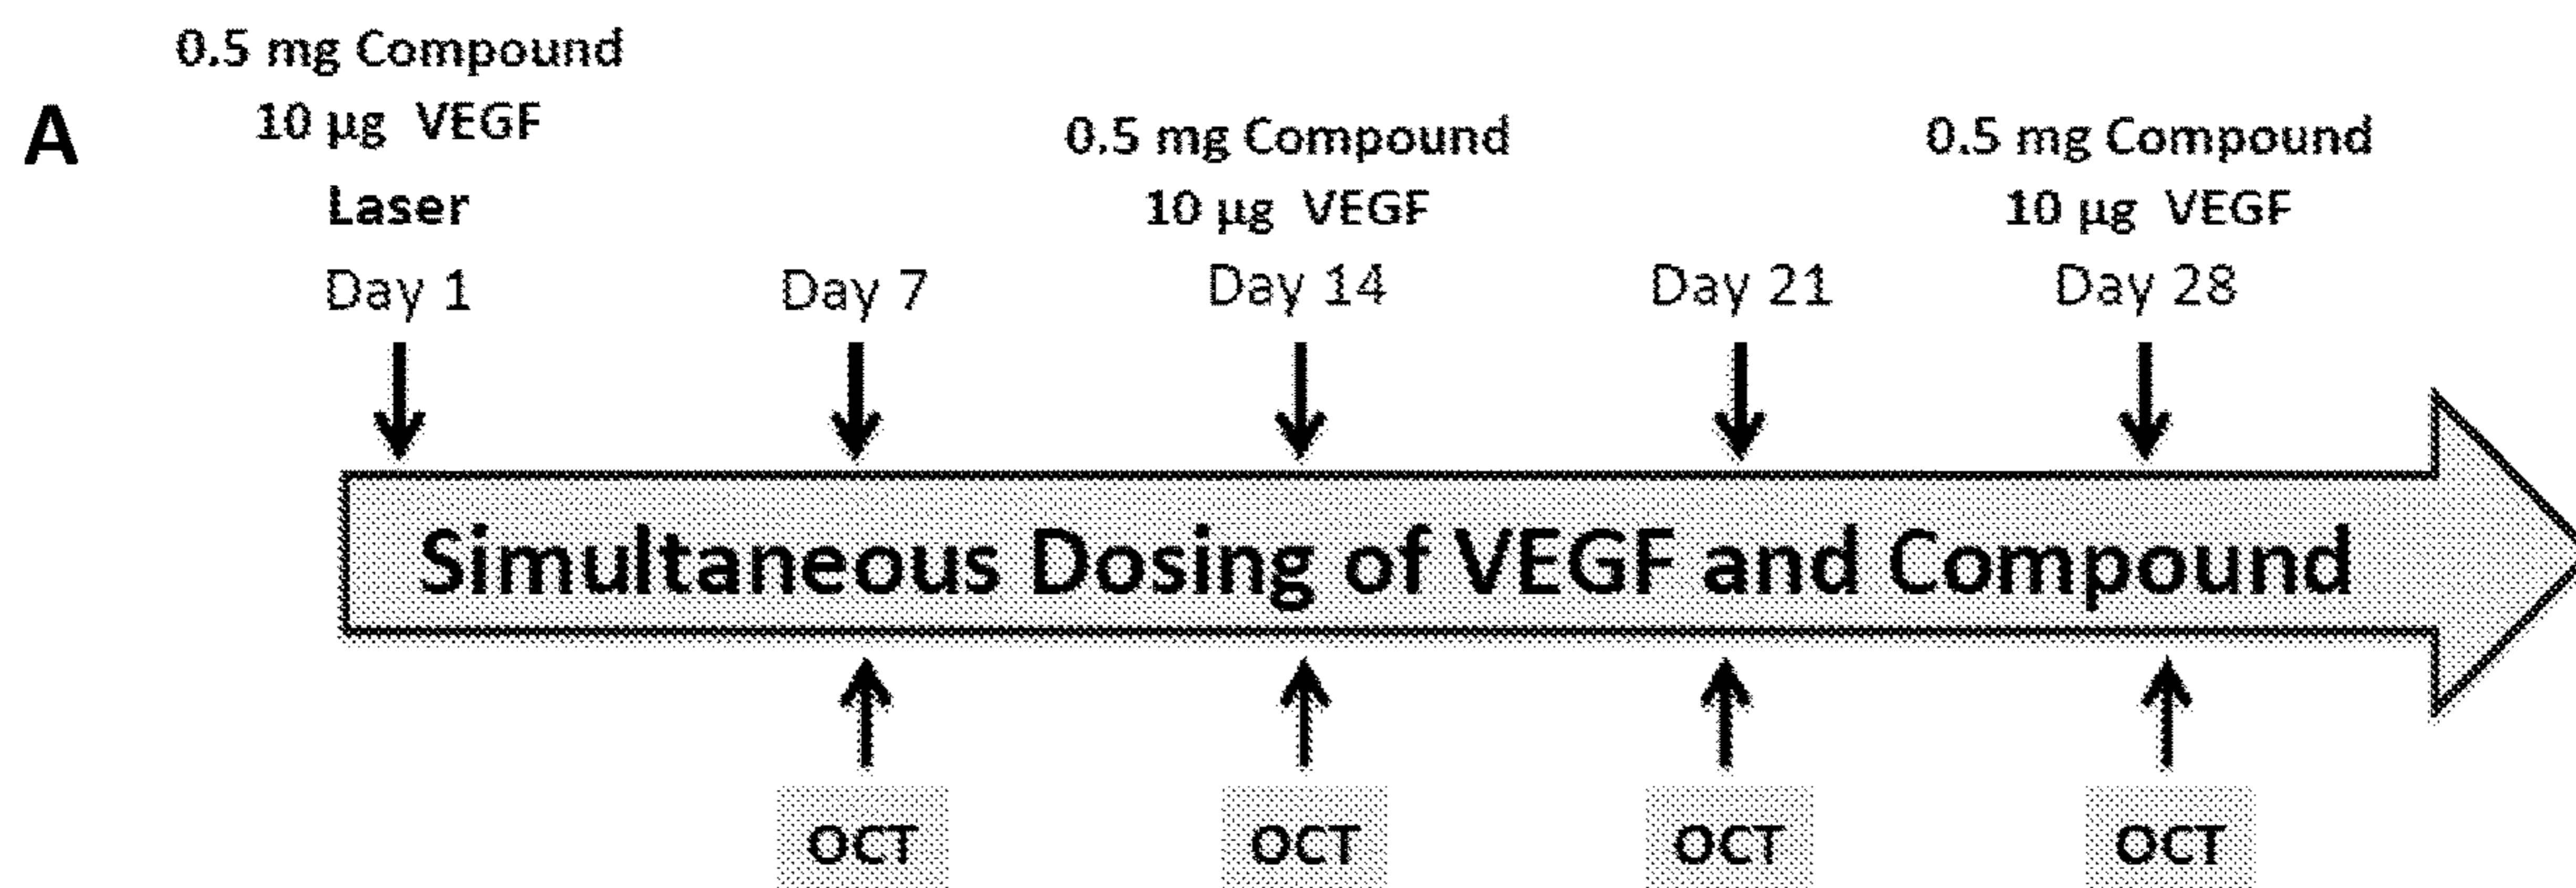 A
0.5 mg Compound
10 µg VEGF
Laser
Day 1
Day 7
0.5 mg Compound
10 µg VEGF
Day 14
Day 21
0.5 mg Compound
10 µg VEGF
Day 28
Simultaneous Dosing of VEGF and Compound
OCT
OCT
OCT
OCT